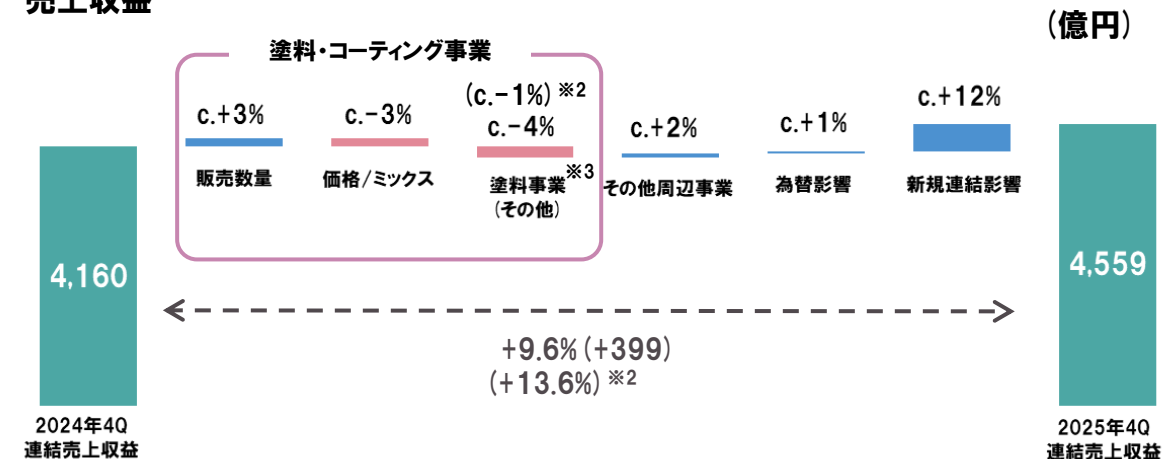 売上収益
(億円)
塗料・コーティング事業
c.+3%
販売数量
c.-3%
価格/ミックス
(c.-1%)※2
c.-4%
塗料事業※3
(その他)
c.+2%
その他周辺事業
c.+1%
為替影響
c.+12%
新規連結影響
4,160
4,559
+9.6%(+399)
(+13.6%)※2
2024年4Q
連結売上収益
2025年4Q
連結売上収益